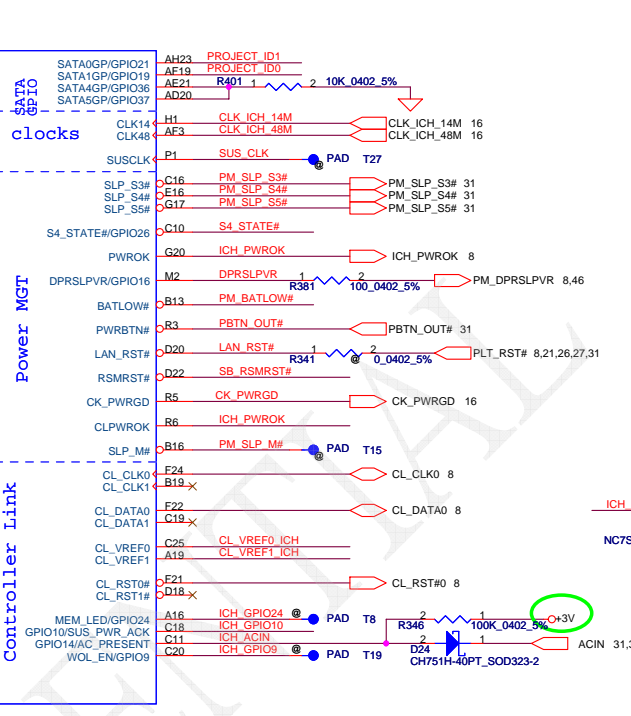 SATA0GP/GPIO21 AH23 PROJECT_ID1
SATA1GP/GPIO19 AF19 PROJECT_ID0
SATA4GP/GPIO36 AE21 R401 1 2 10K_0402_5%
SATA5GP/GPIO37 AD20
SATA
GPIO
CLK14 H1 CLK_ICH_14M CLK_ICH_14M 16
CLK48 AF3 CLK_ICH_48M CLK_ICH_48M 16
clocks
SUSCLK P1 SUS_CLK @ PAD T27
SLP_S3# C16 PM_SLP_S3# PM_SLP_S3# 31
SLP_S4# E16 PM_SLP_S4# PM_SLP_S4# 31
SLP_S5# G17 PM_SLP_S5# PM_SLP_S5# 31
S4_STATE#/GPIO26 C10 S4_STATE#
PWROK G20 ICH_PWROK ICH_PWROK 8
DPRSLPVR/GPIO16 M2 DPRSLPVR 1 2 PM_DPRSLPVR 8,46
R381 100_0402_5%
Power MGT
BATLOW# B13 PM_BATLOW#
PWRBTN# R3 PBTN_OUT# PBTN_OUT# 31
LAN_RST# D20 LAN_RST# 1 2 PLT_RST# 8,21,26,27,31
R341 @ 0_0402_5%
RSMRST# D22 SB_RSMRST#
CK_PWRGD R5 CK_PWRGD CK_PWRGD 16
CLPWROK R6 ICH_PWROK
SLP_M# B16 PM_SLP_M# @ PAD T15
CL_CLK0 F24 CL_CLK0 8
CL_CLK1 B19
Controller Link
CL_DATA0 F22 CL_DATA0 8
CL_DATA1 C19
ICH_
CL_VREF0 C25 CL_VREF0_ICH
CL_VREF1 A19 CL_VREF1_ICH
NC7S
CL_RST0# F21 CL_RST#0 8
CL_RST1# D18
MEM_LED/GPIO24 A16 ICH_GPIO24 @ PAD T8 2 1 +3V
GPIO10/SUS_PWR_ACK C18 ICH_GPIO10 R346 100K_0402_5%
GPIO14/AC_PRESENT C11 ICH_ACIN 2 1 ACIN 31,3
WOL_EN/GPIO9 C20 ICH_GPIO9 @ PAD T19 D24
CH751H-40PT_SOD323-2
ENTIAL